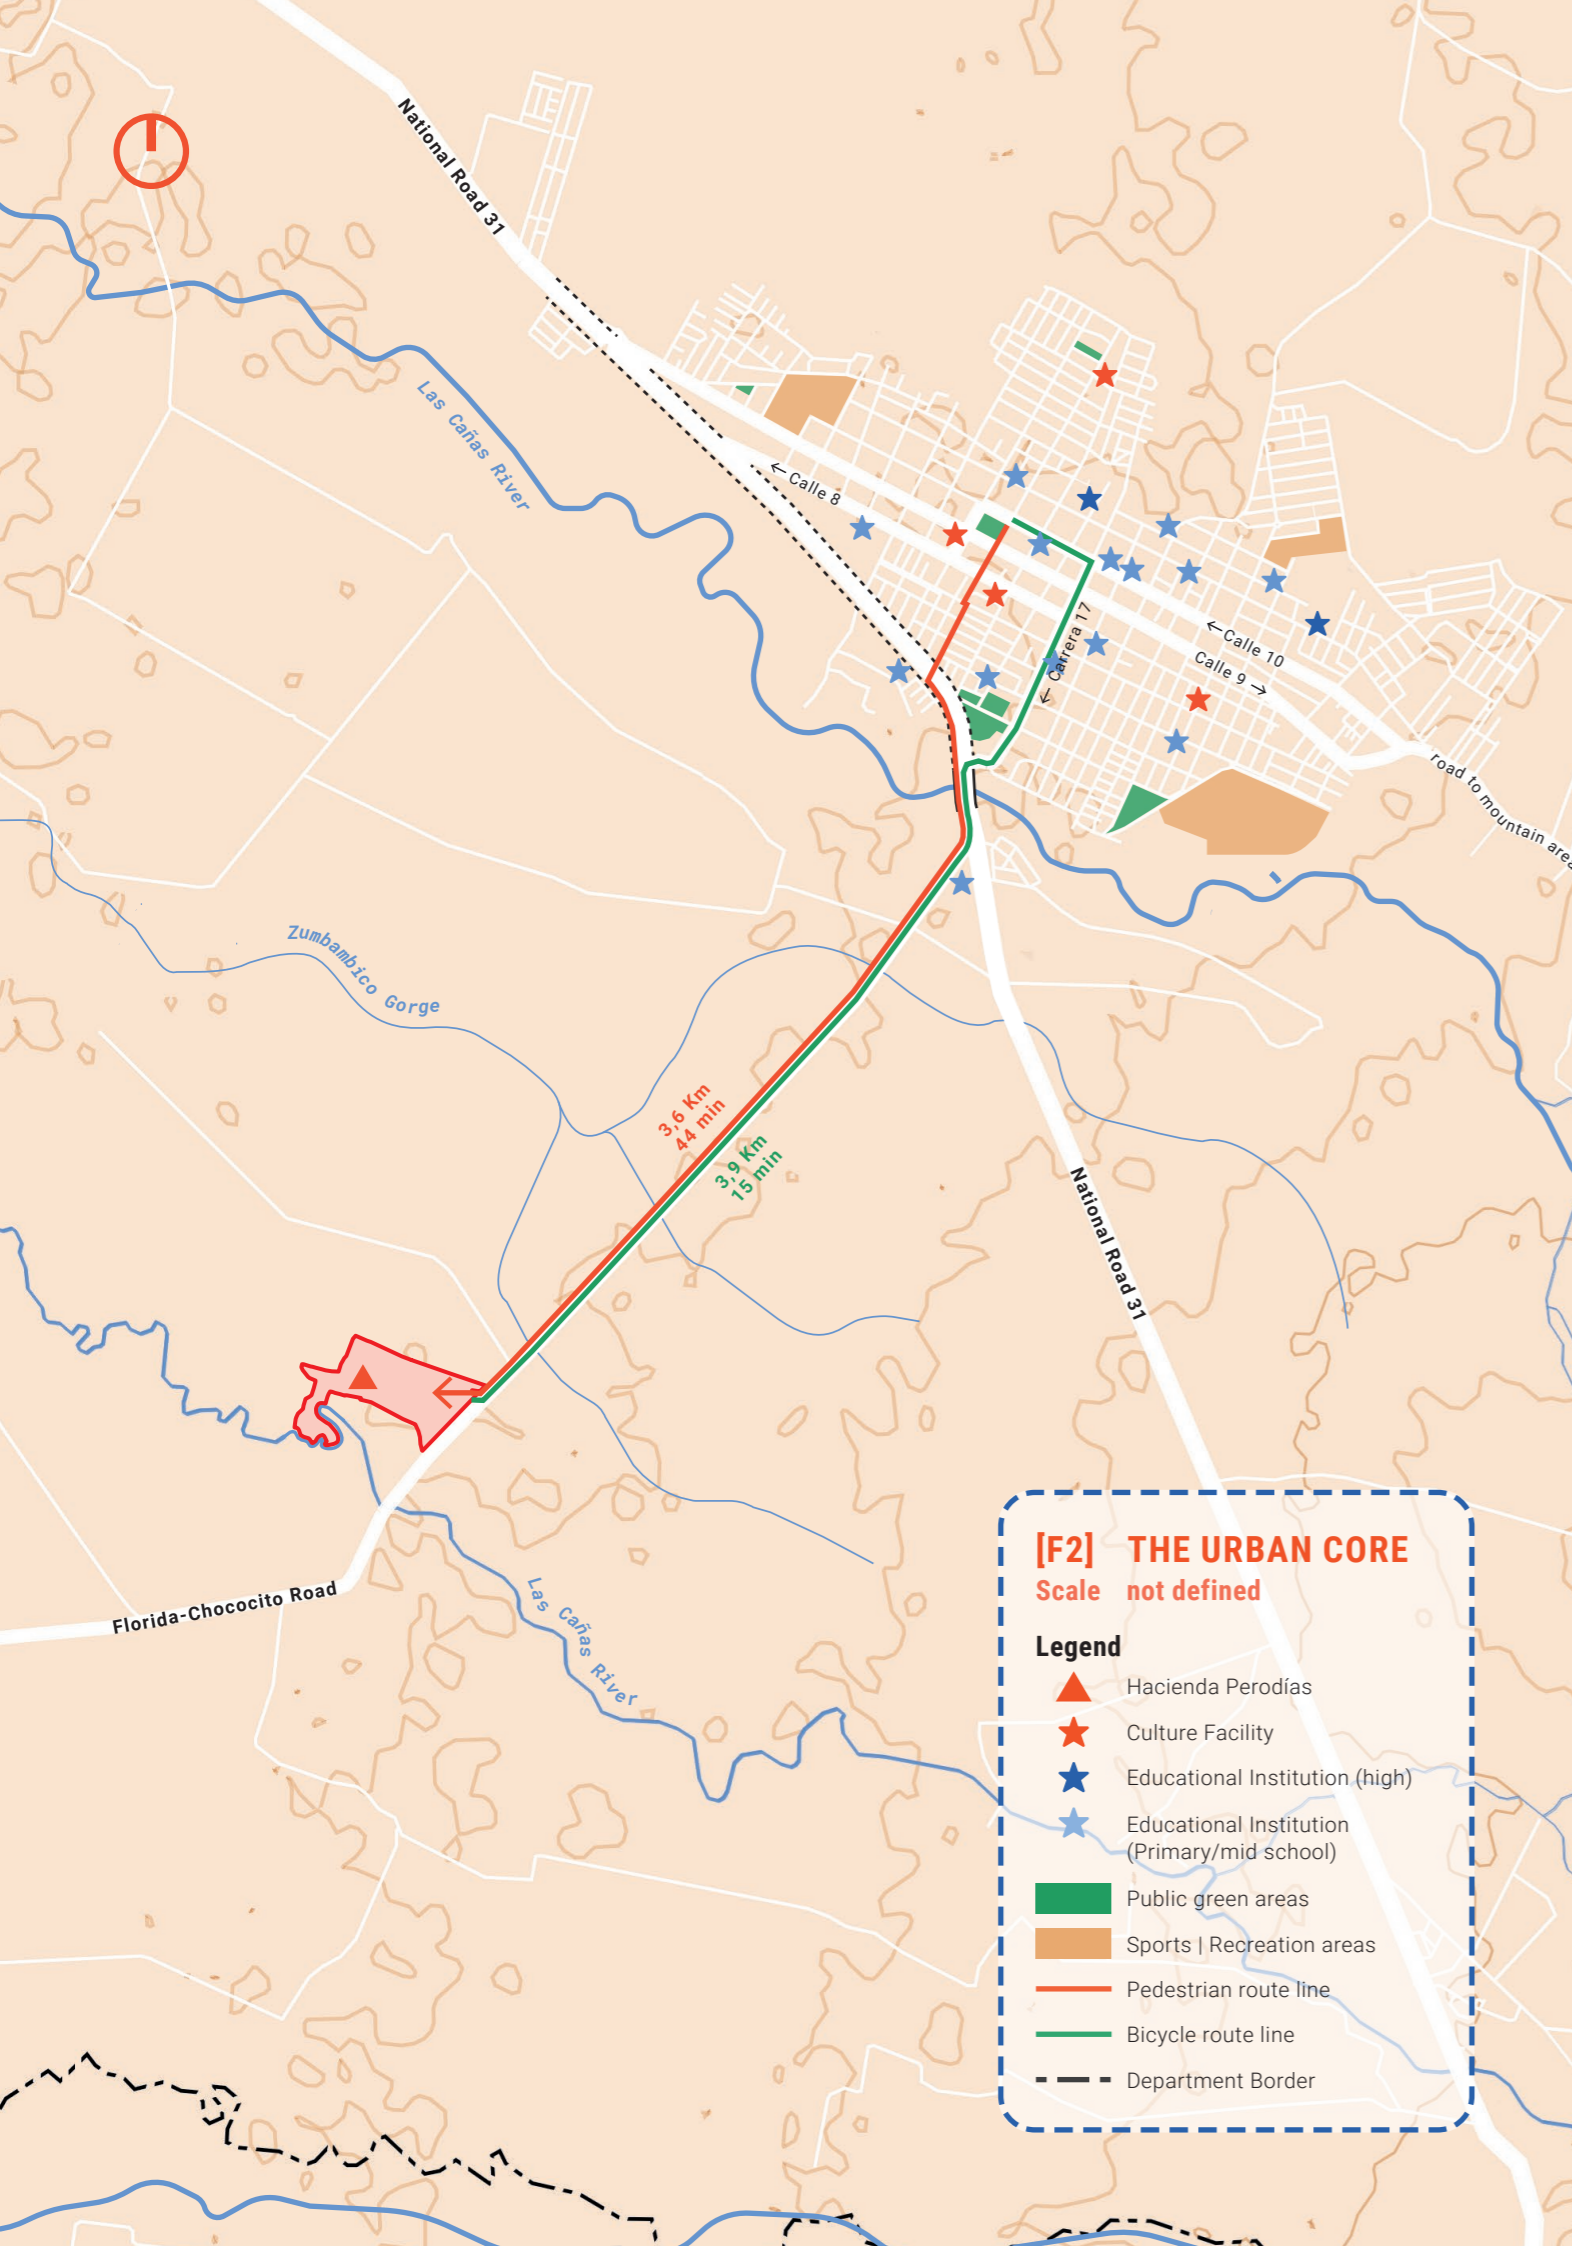 National Road 31
Las Cañas River
← Calle 8
← Carrera 17
← Calle 10
Calle 9 →
road to mountain area
Zumbambico Gorge
3,6 Km
44 min
3,9 Km
15 min
National Road 31
Florida-Chococito Road
Las Cañas River
[F2] THE URBAN CORE
Scale not defined
Legend
Hacienda Perodías
Culture Facility
Educational Institution (high)
Educational Institution
(Primary/mid school)
Public green areas
Sports | Recreation areas
Pedestrian route line
Bicycle route line
Department Border